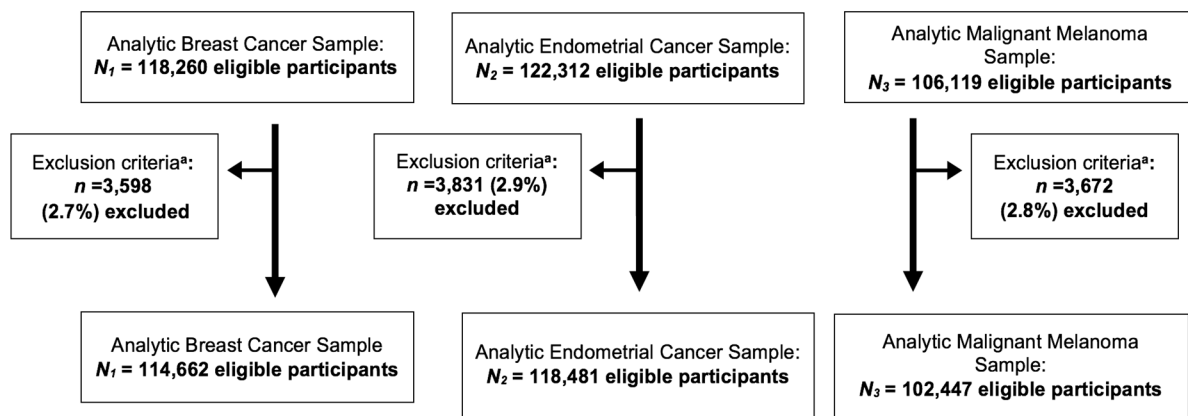 Analytic Breast Cancer Sample:
N₁ = 118,260 eligible participants
Analytic Endometrial Cancer Sample:
N₂ = 122,312 eligible participants
Analytic Malignant Melanoma
Sample:
N₃ = 106,119 eligible participants
Exclusion criteriaᵃ:
n =3,598
(2.7%) excluded
Exclusion criteriaᵃ:
n =3,831 (2.9%)
excluded
Exclusion criteriaᵃ:
n =3,672
(2.8%) excluded
Analytic Breast Cancer Sample
N₁ = 114,662 eligible participants
Analytic Endometrial Cancer Sample:
N₂ = 118,481 eligible participants
Analytic Malignant Melanoma
Sample:
N₃ = 102,447 eligible participants